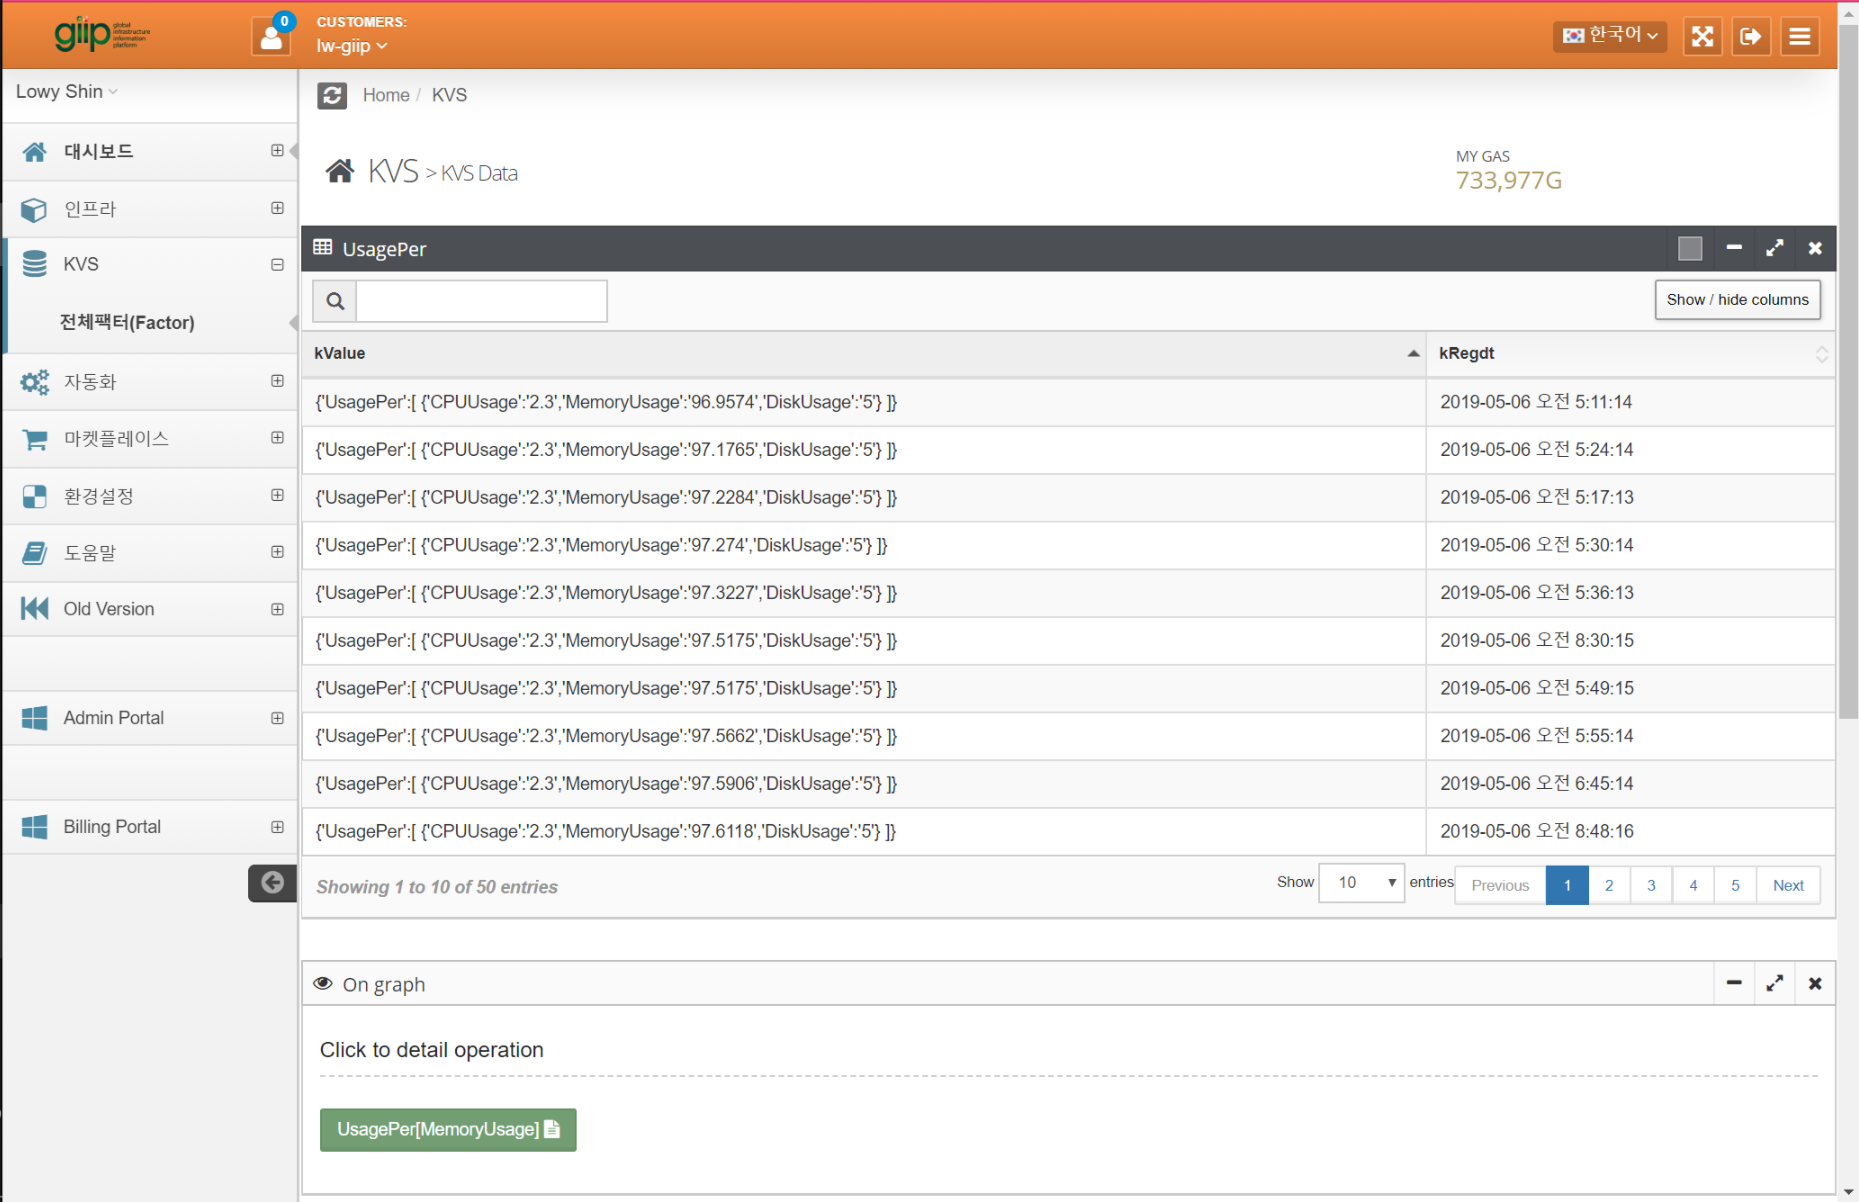 giip global infrastructure information platform
0
CUSTOMERS:
lw-giip
한국어
Lowy Shin
Home / KVS
대시보드
KVS > KVS Data
MY GAS
733,977G
인프라
KVS
전체팩터(Factor)
자동화
마켓플레이스
환경설정
도움말
Old Version
Admin Portal
Billing Portal
UsagePer
Show / hide columns
kValue kRegdt
{'UsagePer':[ {'CPUUsage':'2.3','MemoryUsage':'96.9574','DiskUsage':'5'} ]} 2019-05-06 오전 5:11:14
{'UsagePer':[ {'CPUUsage':'2.3','MemoryUsage':'97.1765','DiskUsage':'5'} ]} 2019-05-06 오전 5:24:14
{'UsagePer':[ {'CPUUsage':'2.3','MemoryUsage':'97.2284','DiskUsage':'5'} ]} 2019-05-06 오전 5:17:13
{'UsagePer':[ {'CPUUsage':'2.3','MemoryUsage':'97.274','DiskUsage':'5'} ]} 2019-05-06 오전 5:30:14
{'UsagePer':[ {'CPUUsage':'2.3','MemoryUsage':'97.3227','DiskUsage':'5'} ]} 2019-05-06 오전 5:36:13
{'UsagePer':[ {'CPUUsage':'2.3','MemoryUsage':'97.5175','DiskUsage':'5'} ]} 2019-05-06 오전 8:30:15
{'UsagePer':[ {'CPUUsage':'2.3','MemoryUsage':'97.5175','DiskUsage':'5'} ]} 2019-05-06 오전 5:49:15
{'UsagePer':[ {'CPUUsage':'2.3','MemoryUsage':'97.5662','DiskUsage':'5'} ]} 2019-05-06 오전 5:55:14
{'UsagePer':[ {'CPUUsage':'2.3','MemoryUsage':'97.5906','DiskUsage':'5'} ]} 2019-05-06 오전 6:45:14
{'UsagePer':[ {'CPUUsage':'2.3','MemoryUsage':'97.6118','DiskUsage':'5'} ]} 2019-05-06 오전 8:48:16
Showing 1 to 10 of 50 entries
Show 10 entries Previous 1 2 3 4 5 Next
On graph
Click to detail operation
UsagePer[MemoryUsage]